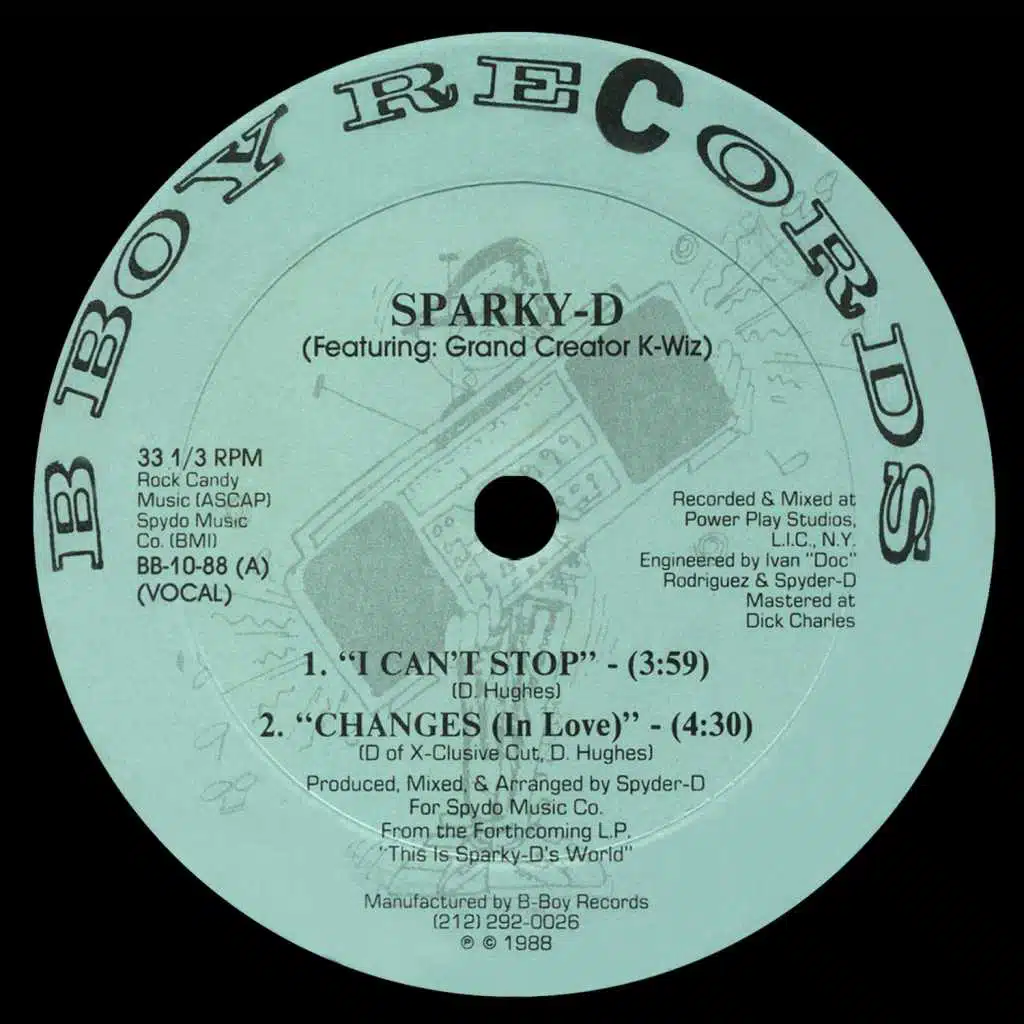 B BOY RECORDS
SPARKY-D
(Featuring: Grand Creator K-Wiz)
33 1/3 RPM
Rock Candy
Music (ASCAP)
Spydo Music
Co. (BMI)
BB-10-88 (A)
(VOCAL)
Recorded & Mixed at
Power Play Studios,
L.I.C., N.Y.
Engineered by Ivan "Doc"
Rodriguez & Spyder-D
Mastered at
Dick Charles
1. “I CAN’T STOP” - (3:59)
(D. Hughes)
2. “CHANGES (In Love)” - (4:30)
(D of X-Clusive Cut, D. Hughes)
Produced, Mixed, & Arranged by Spyder-D
For Spydo Music Co.
From the Forthcoming L.P.
"This Is Sparky-D's World"
Manufactured by B-Boy Records
(212) 292-0026
℗ © 1988